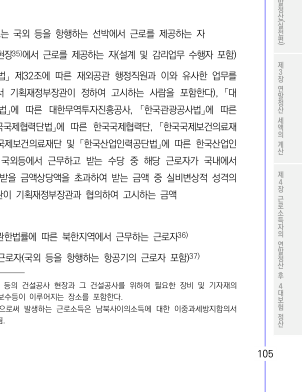 는 국외 등을 항행하는 선박에서 근로를 제공하는 자
현장35)에서 근로를 제공하는 자(설계 및 감리업무 수행자 포함)
법」 제32조에 따른 재외공관 행정직원과 이와 유사한 업무를
서 기획재정부장관이 정하여 고시하는 사람을 포함한다), 「대
법」에 따른 대한무역투자진흥공사, 「한국관광공사법」에 따른
국국제협력단법」에 따른 한국국제협력단, 「한국국제보건의료재
국제보건의료재단 및 「한국산업인력공단법」에 따른 한국산업인
국외등에서 근무하고 받는 수당 중 해당 근로자가 국내에서
받을 금액상당액을 초과하여 받는 금액 중 실비변상적 성격의
관이 기획재정부장관과 협의하여 고시하는 금액
관한법률에 따른 북한지역에서 근무하는 근로자36)
근로자(국외 등을 항행하는 항공기의 근로자 포함)37)
등의 건설공사 현장과 그 건설공사를 위하여 필요한 장비 및 기자재의
보수등이 이루어지는 장소를 포함한다.
으로써 발생하는 근로소득은 남북사이의소득에 대한 이중과세방지합의서
제3장 연말정산 세액의 계산
제4장 근로소득자의 연말정산 후 4대보험 정산
105